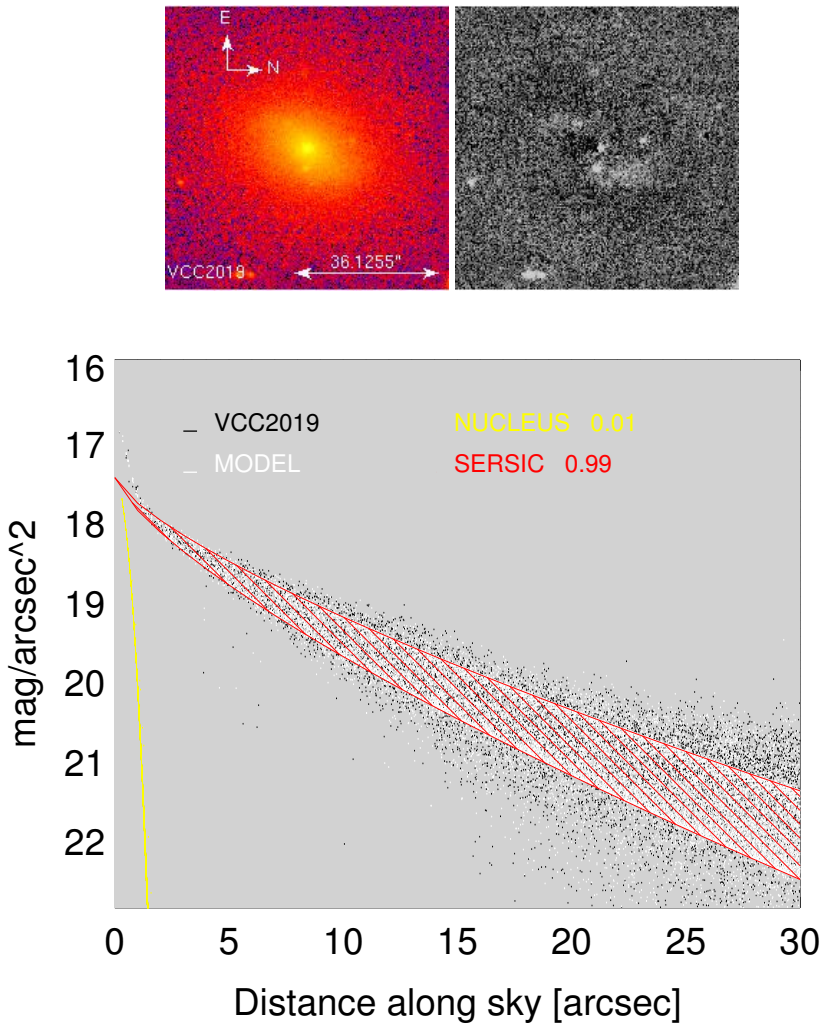 E
N
VCC2019
36.1255"
16
17
18
19
20
21
22
mag/arcsec^2
_ VCC2019
_ MODEL
NUCLEUS 0.01
SERSIC 0.99
0 5 10 15 20 25 30
Distance along sky [arcsec]